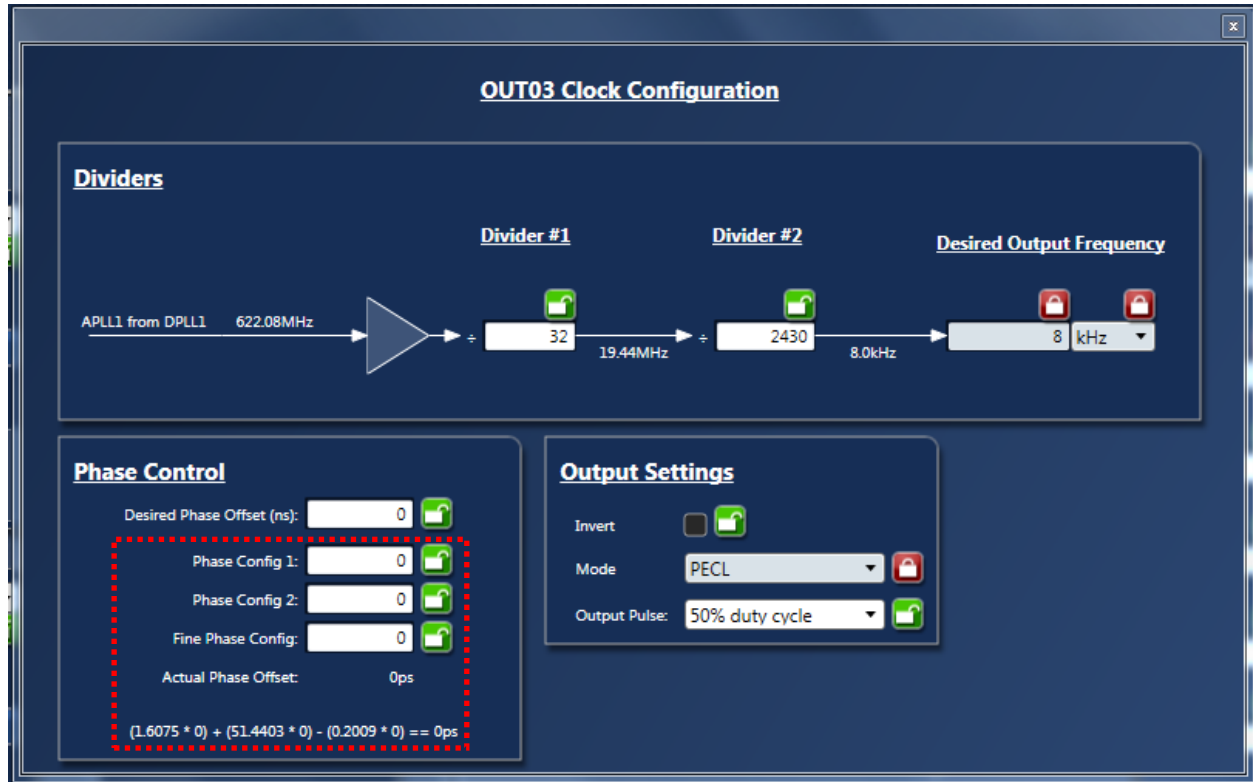 x
OUT03 Clock Configuration
Dividers
Divider #1
Divider #2
Desired Output Frequency
APLL1 from DPLL1 622.08MHz
÷ 32
19.44MHz
÷ 2430
8.0kHz
8 kHz
Phase Control
Desired Phase Offset (ns): 0
Phase Config 1: 0
Phase Config 2: 0
Fine Phase Config: 0
Actual Phase Offset: 0ps
(1.6075 * 0) + (51.4403 * 0) - (0.2009 * 0) == 0ps
Output Settings
Invert
Mode PECL
Output Pulse: 50% duty cycle